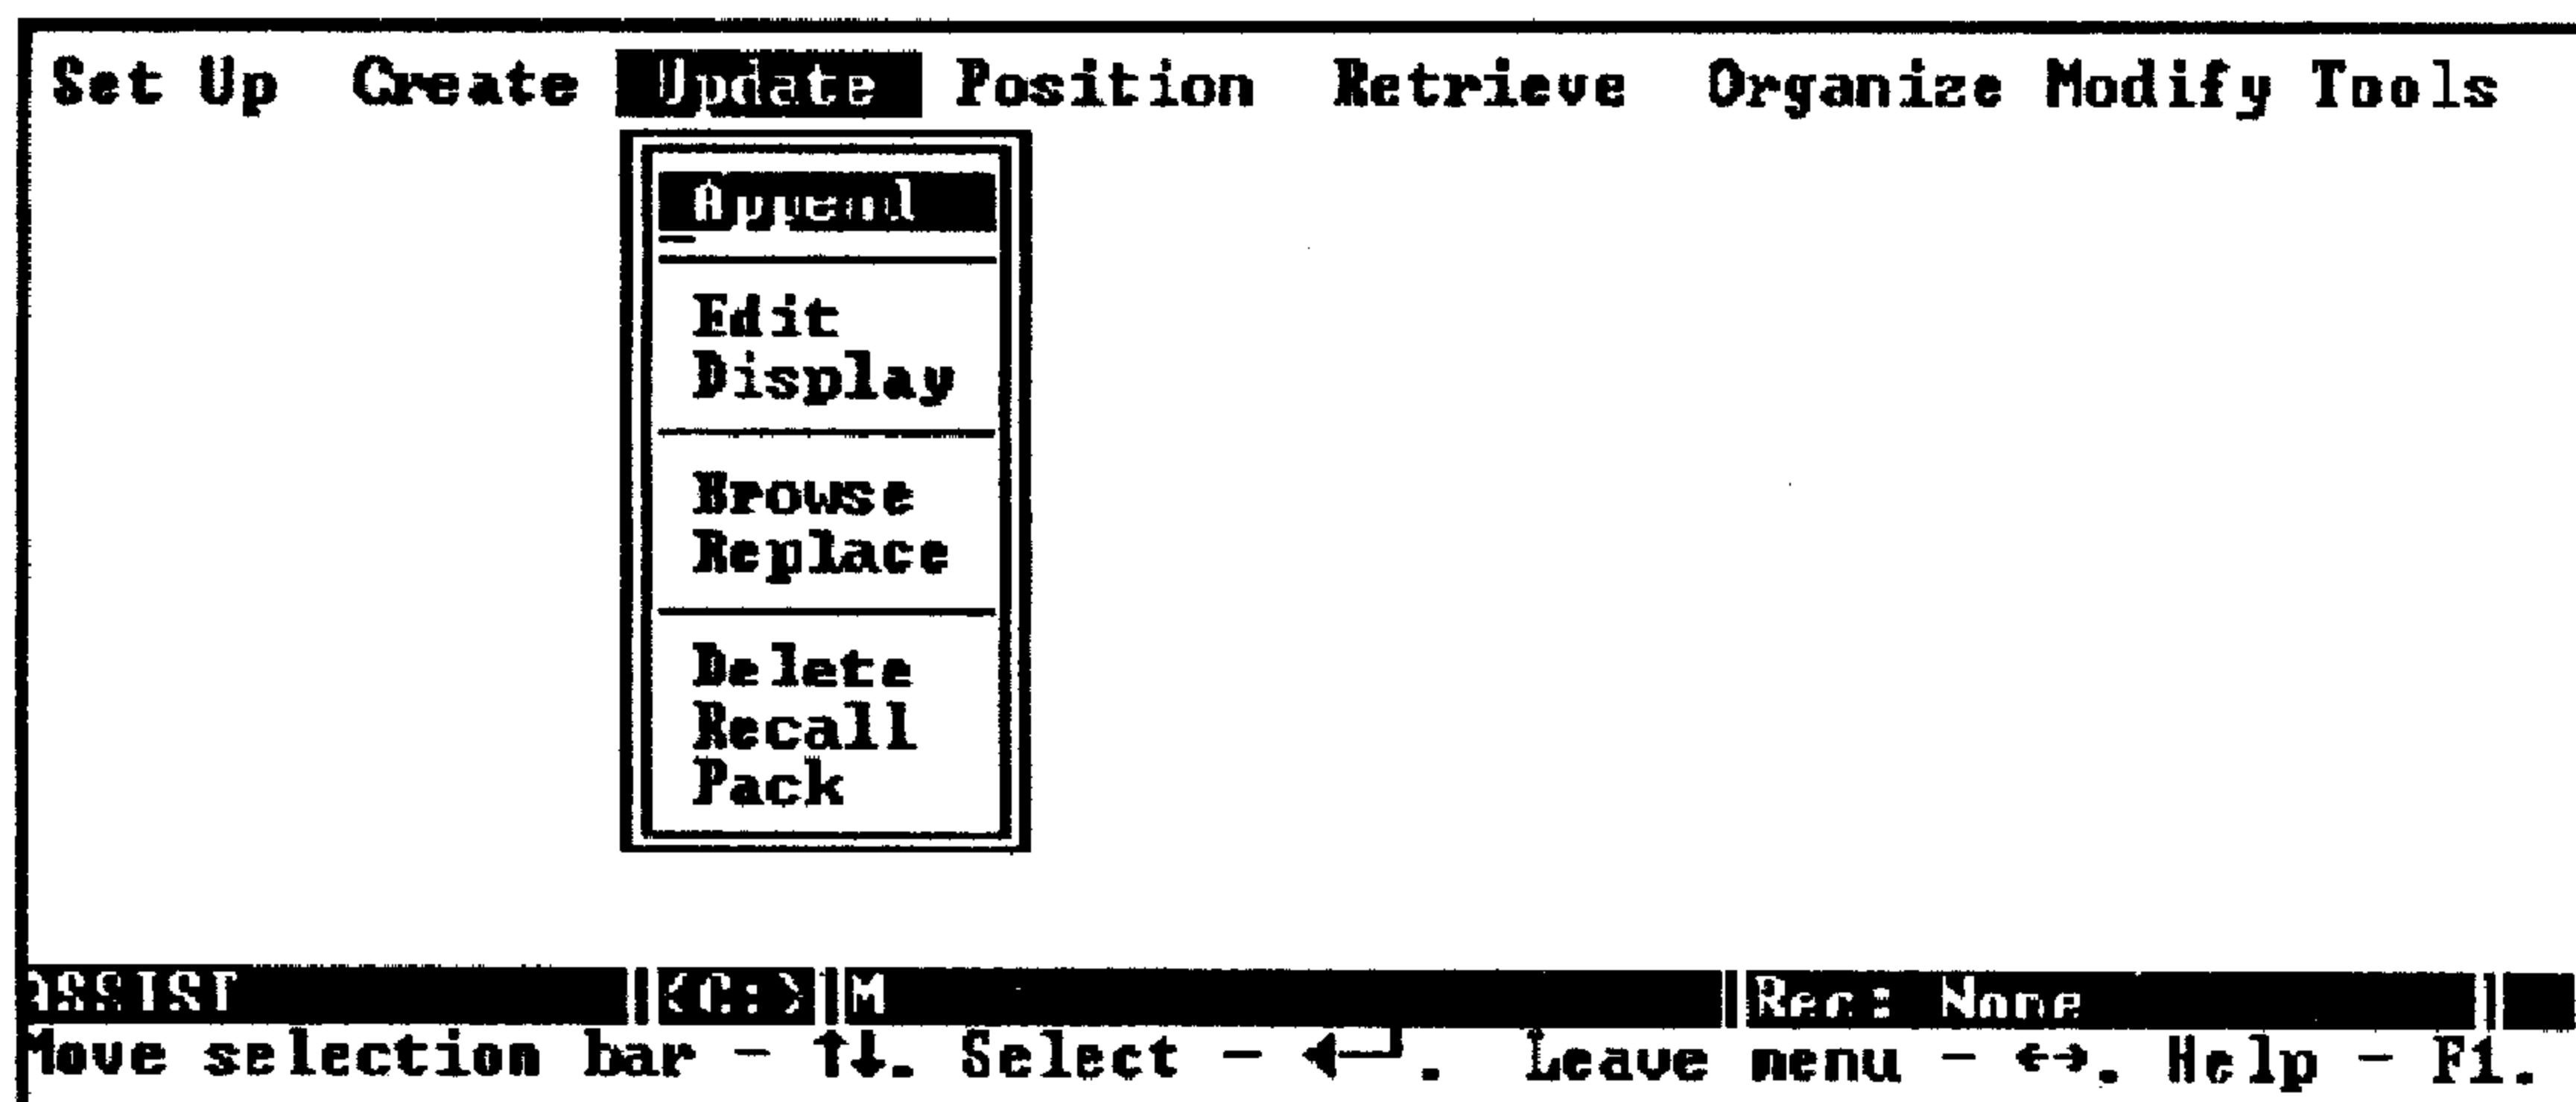 Set Up Create Update Position Retrieve Organize Modify Tools
Append
Edit
Display
Browse
Replace
Delete
Recall
Pack
ASSIST <C:> M Rec: None
Move selection bar - ↑↓. Select - ◄┘. Leave menu - ↔. Help - F1.